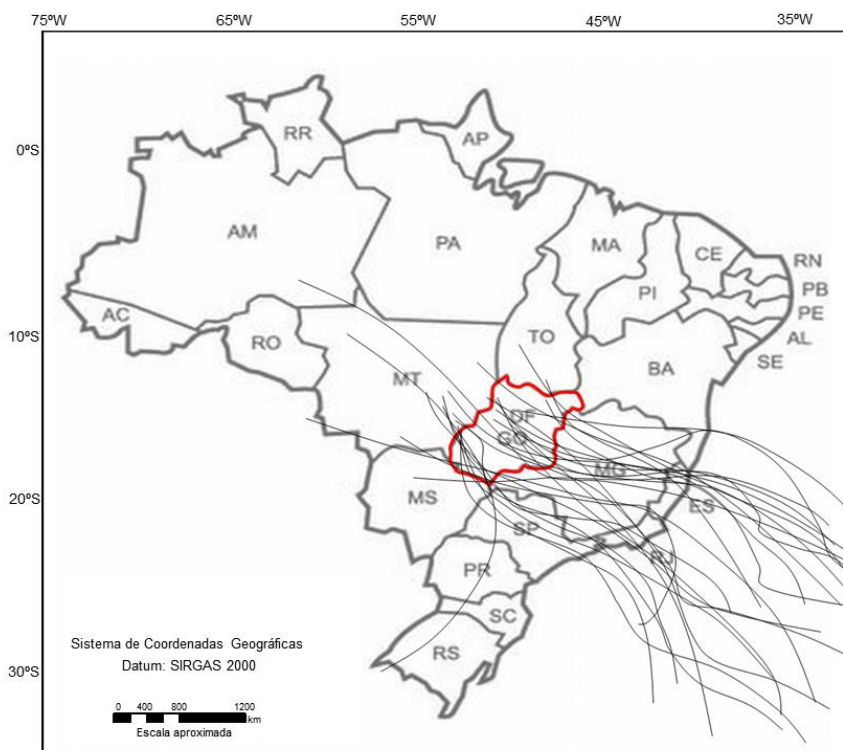 75ºW 65ºW 55ºW 45ºW 35ºW
RR
AP
0ºS
AM
PA
MA
CE
RN
PI
PB
AC
PE
10ºS
RO
TO
AL
SE
MT
BA
DF
GO
MG
MS
20ºS
ES
SP
RJ
PR
SC
Sistema de Coordenadas Geográficas
RS
Datum: SIRGAS 2000
30ºS
0 400 800 1200
km
Escala aproximada